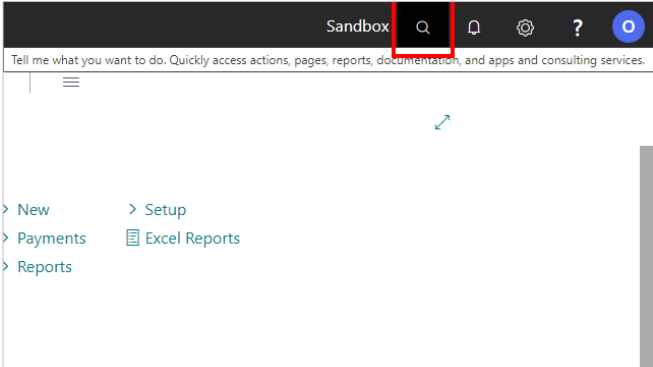 Sandbox ? O
Tell me what you want to do. Quickly access actions, pages, reports, documentation, and apps and consulting services.
New Setup
Payments Excel Reports
Reports